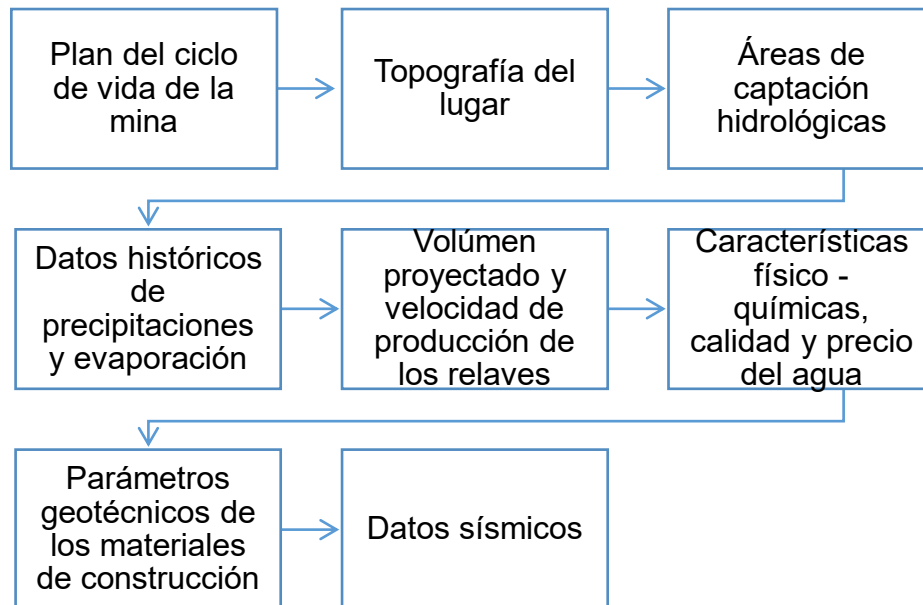 Plan del ciclo
de vida de la
mina
Topografía del
lugar
Áreas de
captación
hidrológicas
Datos históricos
de
precipitaciones
y evaporación
Volúmen
proyectado y
velocidad de
producción de
los relaves
Características
físico -
químicas,
calidad y precio
del agua
Parámetros
geotécnicos de
los materiales
de construcción
Datos sísmicos